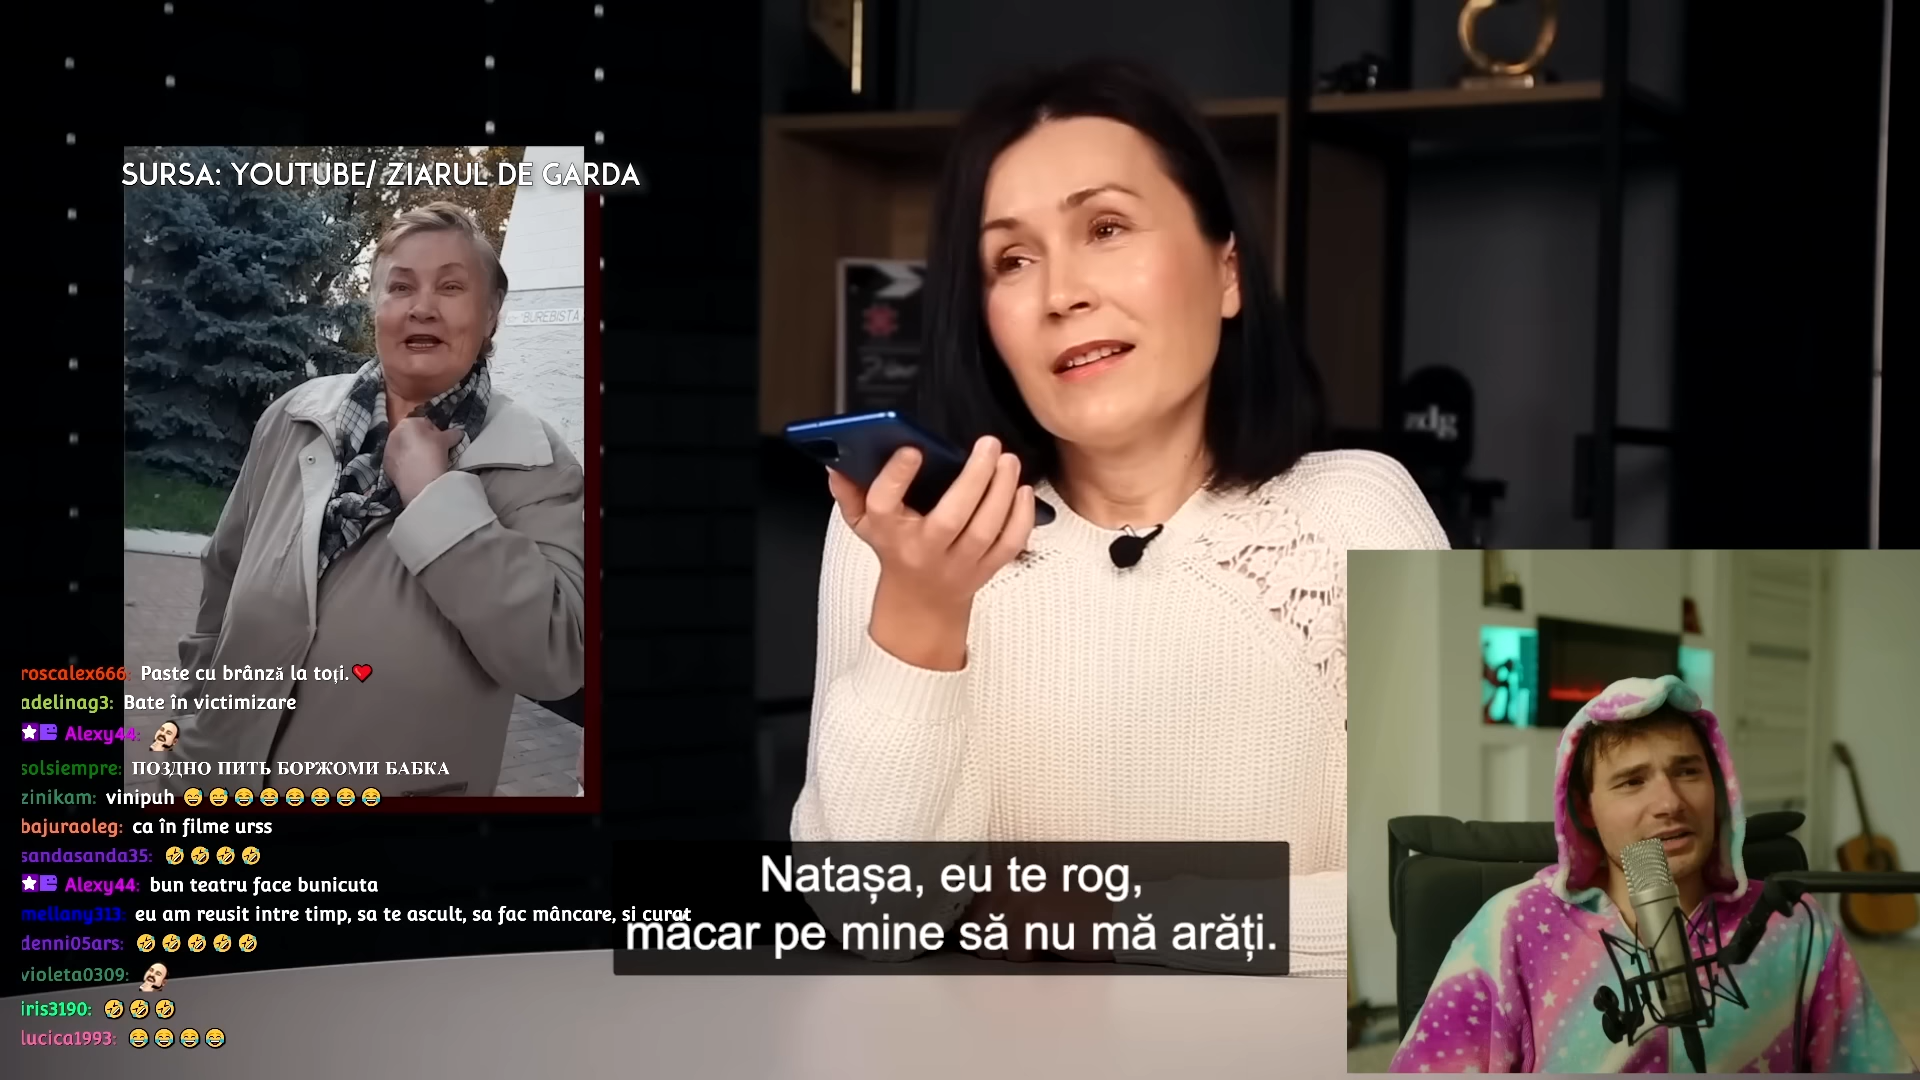 SURSA: YOUTUBE/ ZIARUL DE GARDA
BUREBISTA
zdg
roscalex666: Paste cu brânză la toți.❤️
adelinag3: Bate în victimizare
Alexy44:
solsiempre: ПОЗДНО ПИТЬ БОРЖОМИ БАБКА
zinikam: vinipuh 😅😅😂😂😂😂😂😂
bajuraoleg: ca în filme urss
sandasanda35: 🤣🤣🤣🤣
Alexy44: bun teatru face bunicuta
mellany313: eu am reusit intre timp, sa te ascult, sa fac mâncare, si curat
denni05ars: 🤣🤣🤣🤣🤣
violeta0309:
iris3190: 🤣🤣🤣
lucica1993: 😂😂😂😂
Natașa, eu te rog,
măcar pe mine să nu mă arăți.